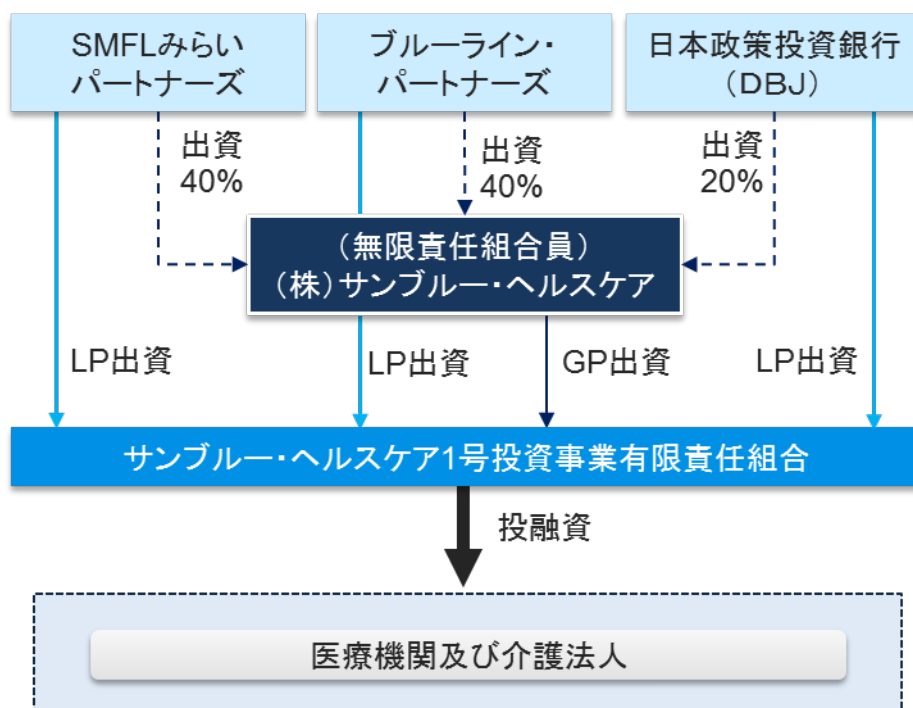 SMFLみらい
パートナーズ
ブルーライン・
パートナーズ
日本政策投資銀行
（DBJ）
出資
40%
出資
40%
出資
20%
（無限責任組合員）
（株）サンブルー・ヘルスケア
LP出資
LP出資
GP出資
LP出資
サンブルー・ヘルスケア1号投資事業有限責任組合
投融資
医療機関及び介護法人